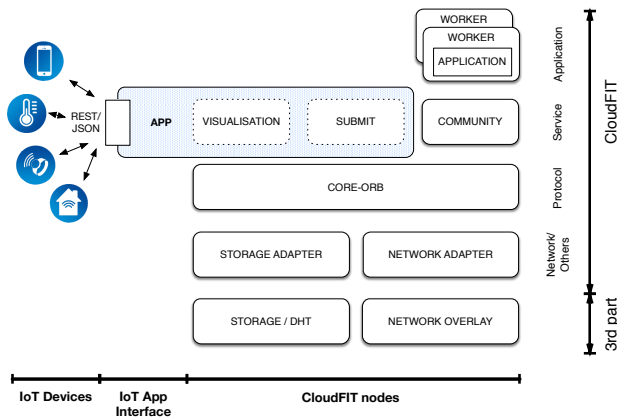 WORKER
WORKER
APPLICATION
Application
REST/
JSON
APP
VISUALISATION
SUBMIT
COMMUNITY
Service
CloudFIT
CORE-ORB
Protocol
STORAGE ADAPTER
NETWORK ADAPTER
Network/
Others
STORAGE / DHT
NETWORK OVERLAY
3rd part
IoT Devices
IoT App
Interface
CloudFIT nodes